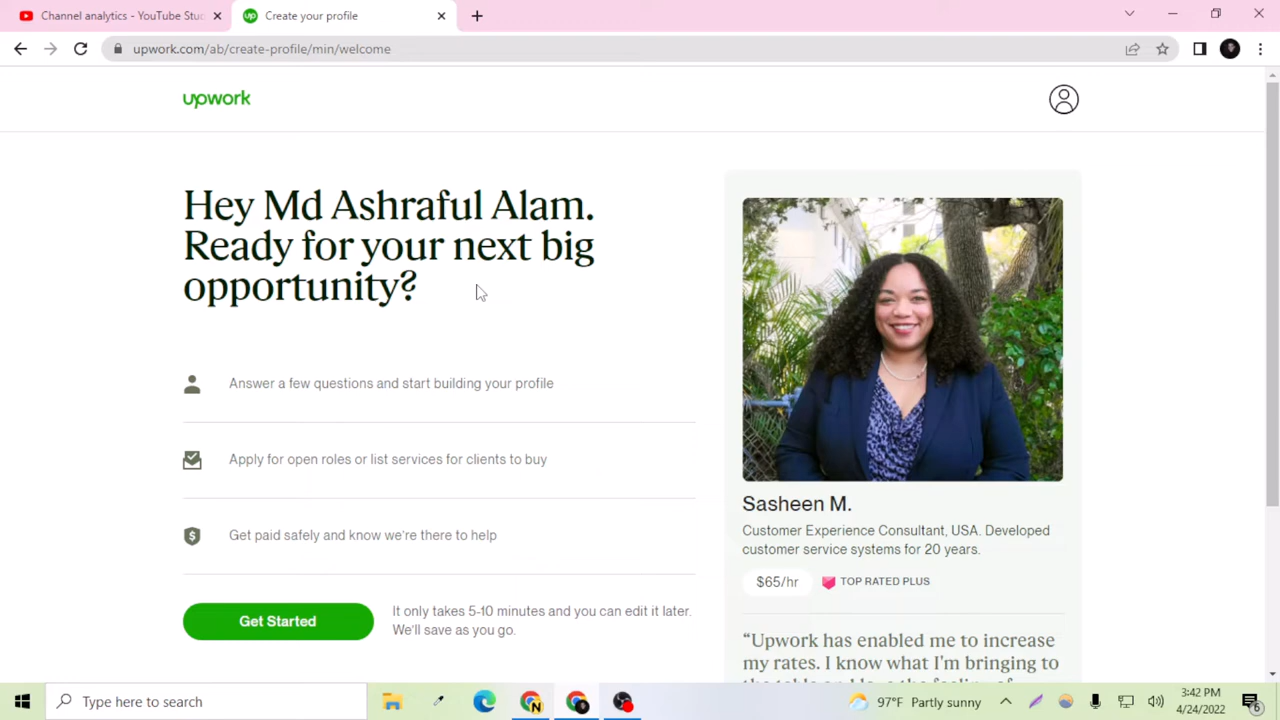 Channel analytics - YouTube Stu
Create your profile
upwork.com/ab/create-profile/min/welcome
upwork
Hey Md Ashraful Alam.
Ready for your next big
opportunity?
Answer a few questions and start building your profile
Apply for open roles or list services for clients to buy
Get paid safely and know we're there to help
Get Started
It only takes 5-10 minutes and you can edit it later.
We'll save as you go.
Sasheen M.
Customer Experience Consultant, USA. Developed
customer service systems for 20 years.
$65/hr
TOP RATED PLUS
“Upwork has enabled me to increase
my rates. I know what I'm bringing to
Type here to search
N
97°F Partly sunny
3:42 PM
4/24/2022
6